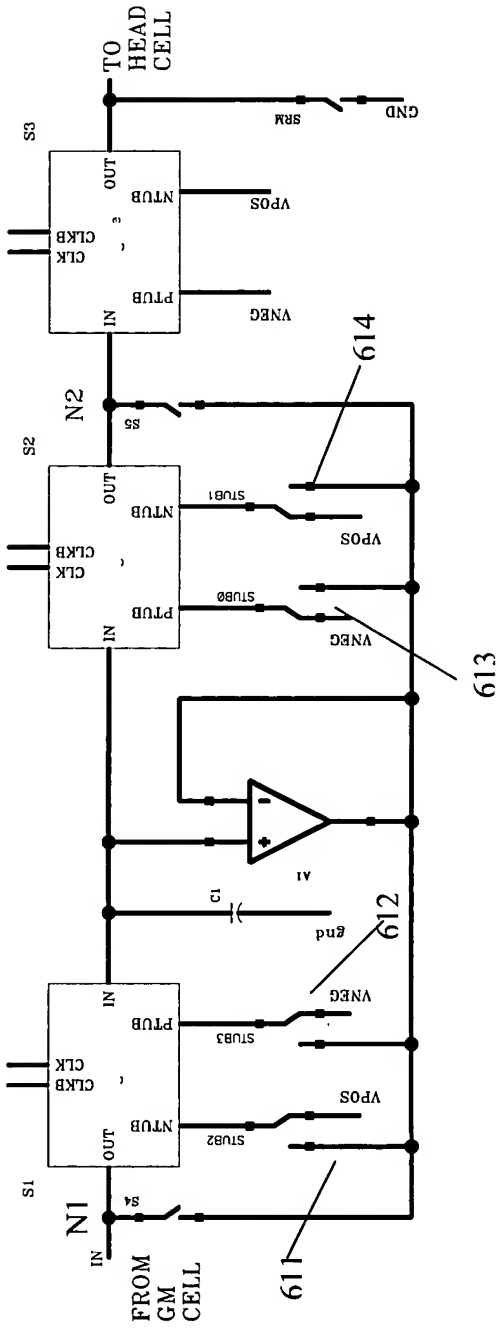 FROM
GM
CELL
IN
N1
S4
S1
OUT
IN
CLKB
CLK
NTUB
PTUB
STUB2
STUB3
VPOS
VNEG
611
612
C1
gnd
A1
+
-
S2
IN
OUT
CLK
CLKB
PTUB
NTUB
STUB0
STUB1
VNEG
VPOS
613
614
N2
S5
S3
IN
OUT
CLK
CLKB
PTUB
NTUB
VNEG
VPOS
SRM
GND
TO
HEAD
CELL